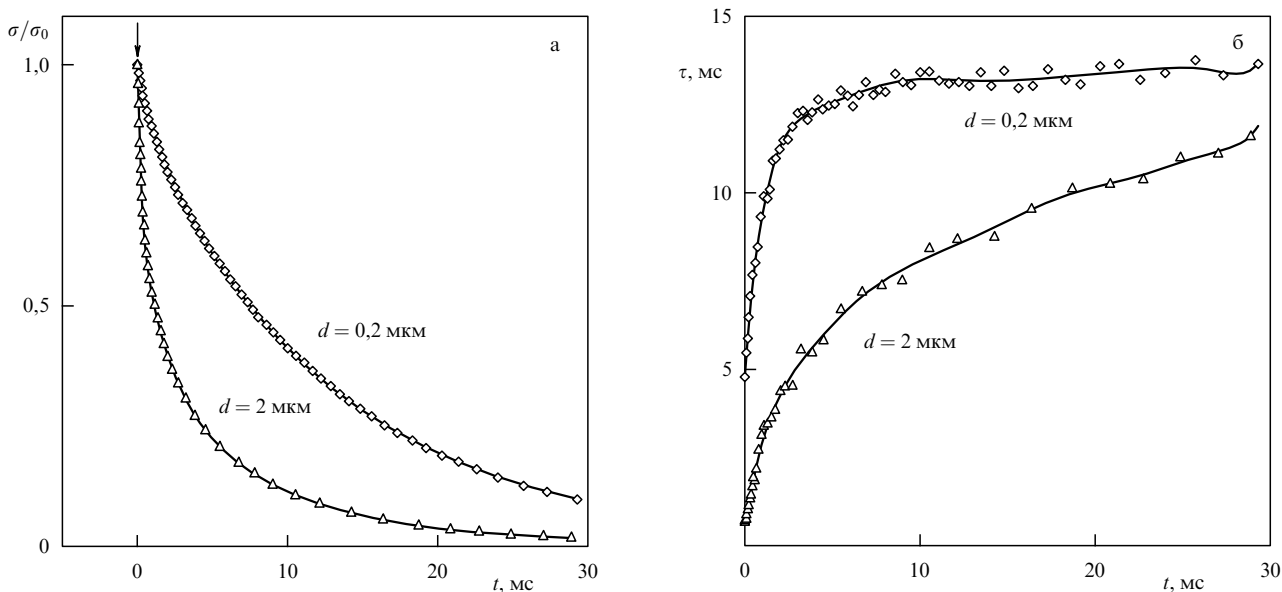 σ/σ₀
а
1,0
0,5
0
d = 0,2 мкм
d = 2 мкм
0
10
20
30
t, мс
15
б
τ, мс
10
5
d = 0,2 мкм
d = 2 мкм
0
10
20
30
t, мс